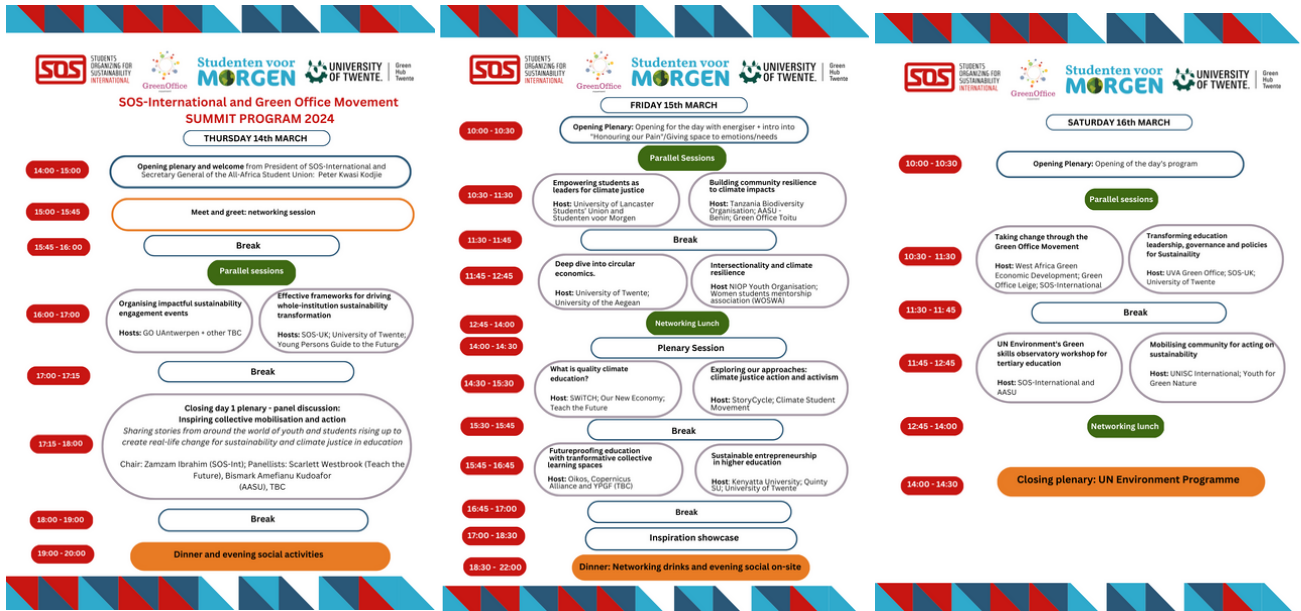 SOS
STUDENTS
ORGANIZING FOR
SUSTAINABILITY
INTERNATIONAL
GreenOffice
Studenten voor
MORGEN
UNIVERSITY
OF TWENTE.
Green
Hub
Twente
SOS-International and Green Office Movement
SUMMIT PROGRAM 2024
THURSDAY 14th MARCH
14:00 - 15:00
Opening plenary and welcome from President of SOS-International and
Secretary General of the All-Africa Student Union: Peter Kwasi Kodjie
15:00 - 15:45
Meet and greet: networking session
15:45 - 16: 00
Break
Parallel sessions
16:00 - 17:00
Organising impactful sustainability
engagement events
Hosts: GO UAntwerpen + other TBC
Effective frameworks for driving
whole-institution sustainability
transformation
Hosts: SOS-UK; University of Twente;
Young Persons Guide to the Future
17:00 - 17:15
Break
17:15 - 18:00
Closing day 1 plenary - panel discussion:
Inspiring collective mobilisation and action
Sharing stories from around the world of youth and students rising up to
create real-life change for sustainability and climate justice in education
Chair: Zamzam Ibrahim (SOS-Int); Panellists: Scarlett Westbrook (Teach the
Future), Bismark Amefianu Kudoafor
(AASU), TBC
18:00 - 19:00
Break
19:00 - 20:00
Dinner and evening social activities
SOS
STUDENTS
ORGANIZING FOR
SUSTAINABILITY
INTERNATIONAL
GreenOffice
Studenten voor
MORGEN
UNIVERSITY
OF TWENTE.
Green
Hub
Twente
FRIDAY 15th MARCH
10:00 - 10:30
Opening Plenary: Opening for the day with energiser + intro into
"Honouring our Pain"/Giving space to emotions/needs
Parallel Sessions
10:30 - 11:30
Empowering students as
leaders for climate justice
Host: University of Lancaster
Students' Union and
Studenten voor Morgen
Building community resilience
to climate impacts
Host: Tanzania Biodiversity
Organisation; AASU -
Benin; Green Office Toitu
11:30 - 11:45
Break
11:45 - 12:45
Deep dive into circular
economics.
Host: University of Twente;
University of the Aegean
Intersectionality and climate
resilience
Host NIOP Youth Organisation;
Women students mentorship
association (WOSWA)
12:45 - 14:00
Networking Lunch
14:00 - 14: 30
Plenary Session
14:30 - 15:30
What is quality climate
education?
Host: SWiTCH; Our New Economy;
Teach the Future
Exploring our approaches:
climate justice action and activism
Host: StoryCycle; Climate Student
Movement
15:30 - 15:45
Break
15:45 - 16:45
Futureproofing education
with tranformative collective
learning spaces
Host: Oikos, Copernicus
Alliance and YPGF (TBC)
Sustainable entrepreneurship
in higher education
Host: Kenyatta University; Quinty
SU; University of Twente
16:45 - 17:00
Break
17:00 - 18:30
Inspiration showcase
18:30 - 22:00
Dinner: Networking drinks and evening social on-site
SOS
STUDENTS
ORGANIZING FOR
SUSTAINABILITY
INTERNATIONAL
GreenOffice
Studenten voor
MORGEN
UNIVERSITY
OF TWENTE.
Green
Hub
Twente
SATURDAY 16th MARCH
10:00 - 10:30
Opening Plenary: Opening of the day's program
Parallel sessions
10:30 - 11:30
Taking change through the
Green Office Movement
Host: West Africa Green
Economic Development; Green
Office Leige; SOS-International
Transforming education
leadership, governance and policies
for Sustainaility
Host: UVA Green Office; SOS-UK;
University of Twente
11:30 - 11: 45
Break
11:45 - 12:45
UN Environment's Green
skills observatory workshop for
tertiary education
Host: SOS-International and
AASU
Mobilising community for acting on
sustainability
Host: UNISC International; Youth for
Green Nature
12:45 - 14:00
Networking lunch
14:00 - 14:30
Closing plenary: UN Environment Programme